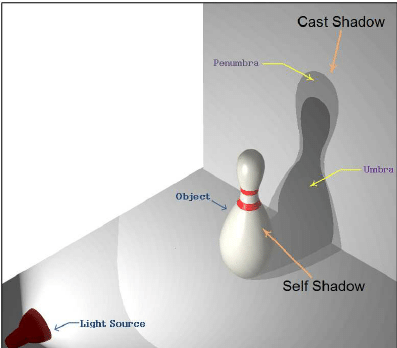 Cast Shadow
Penumbra
Umbra
Object
Self Shadow
Light Source